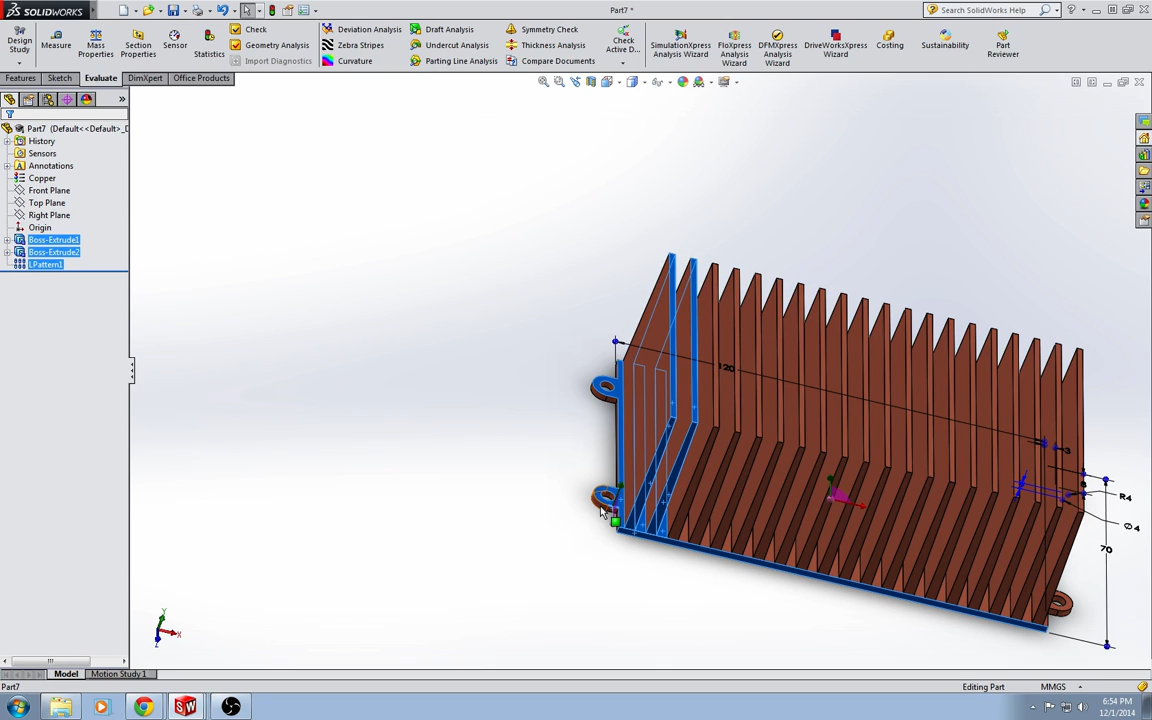 SOLIDWORKS
Part7 *
Search SolidWorks Help
Design Study
Measure
Mass Properties
Section Properties
Sensor
Statistics
Check
Geometry Analysis
Import Diagnostics
Deviation Analysis
Zebra Stripes
Curvature
Draft Analysis
Undercut Analysis
Parting Line Analysis
Symmetry Check
Thickness Analysis
Compare Documents
Check Active D...
SimulationXpress Analysis Wizard
FloXpress Analysis Wizard
DFMXpress Analysis Wizard
DriveWorksXpress Wizard
Costing
Sustainability
Part Reviewer
Features
Sketch
Evaluate
DimXpert
Office Products
Part7 (Default<<Default>_D
History
Sensors
Annotations
Copper
Front Plane
Top Plane
Right Plane
Origin
Boss-Extrude1
Boss-Extrude2
LPattern1
120
3
R4
4
70
Y
X
Z
Model
Motion Study 1
Part7
Editing Part
MMGS
6:54 PM
12/1/2014